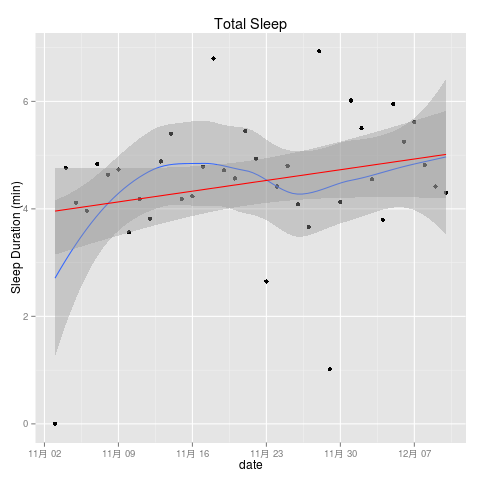 Total Sleep
Sleep Duration (min)
6
4
2
0
11月 02 11月 09 11月 16 11月 23 11月 30 12月 07
date